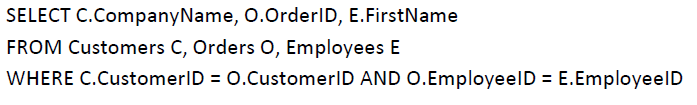 SELECT C.CompanyName, O.OrderID, E.FirstName
FROM Customers C, Orders O, Employees E
WHERE C.CustomerID = O.CustomerID AND O.EmployeeID = E.EmployeeID